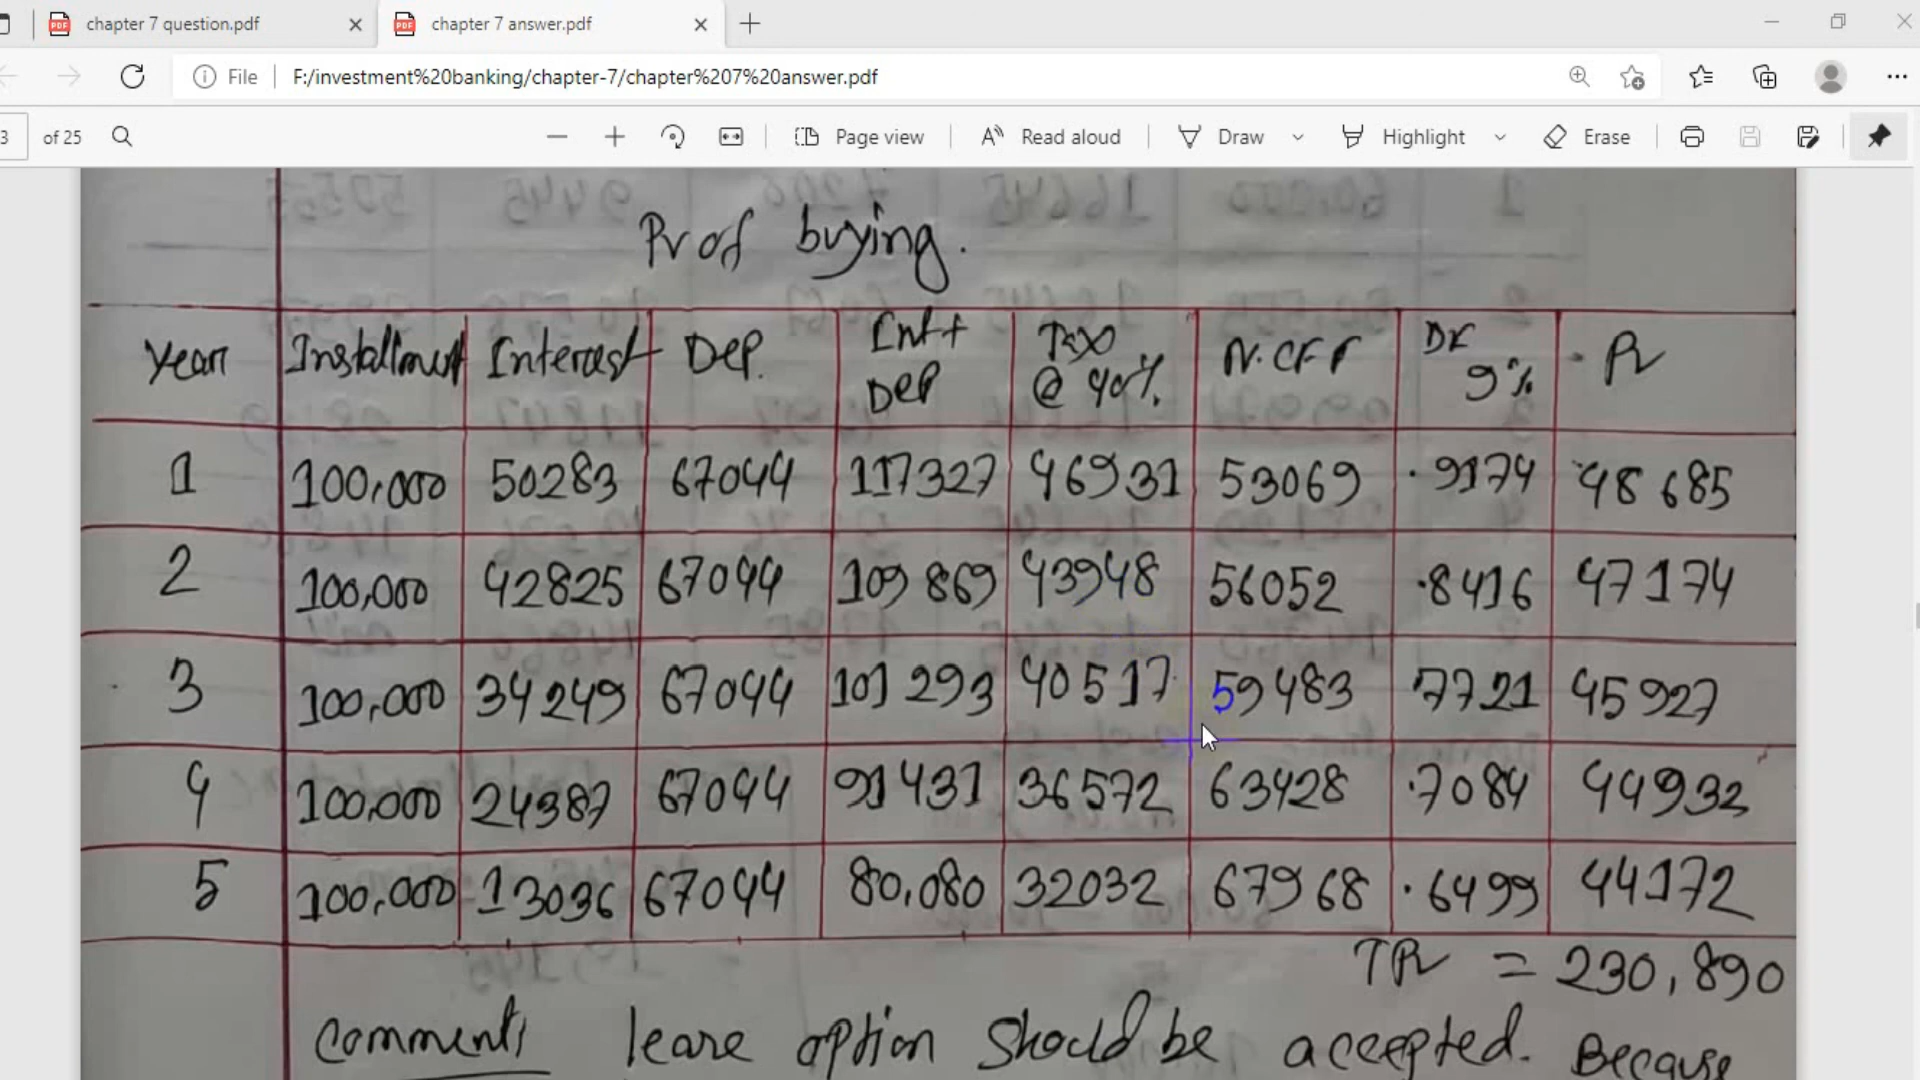 chapter 7 question.pdf
chapter 7 answer.pdf
File F:/investment%20banking/chapter-7/chapter%207%20answer.pdf
3 of 25 Page view Read aloud Draw Highlight Erase
PV of buying.
Year Installment Interest DEP. Int+ DEP Tax @ 40% N.CFF DF 9% PV
1 100,000 50283 67044 117327 46931 53069 .9174 48685
2 100,000 42825 67044 109869 43948 56052 .8416 47174
3 100,000 34249 67044 101293 40517 59483 7721 45927
4 100,000 24387 67044 91431 36572 63428 .7084 44932
5 100,000 13036 67044 80,080 32032 67968 .6499 44172
TPV = 230,890
Comment: lease option should be accepted. Because